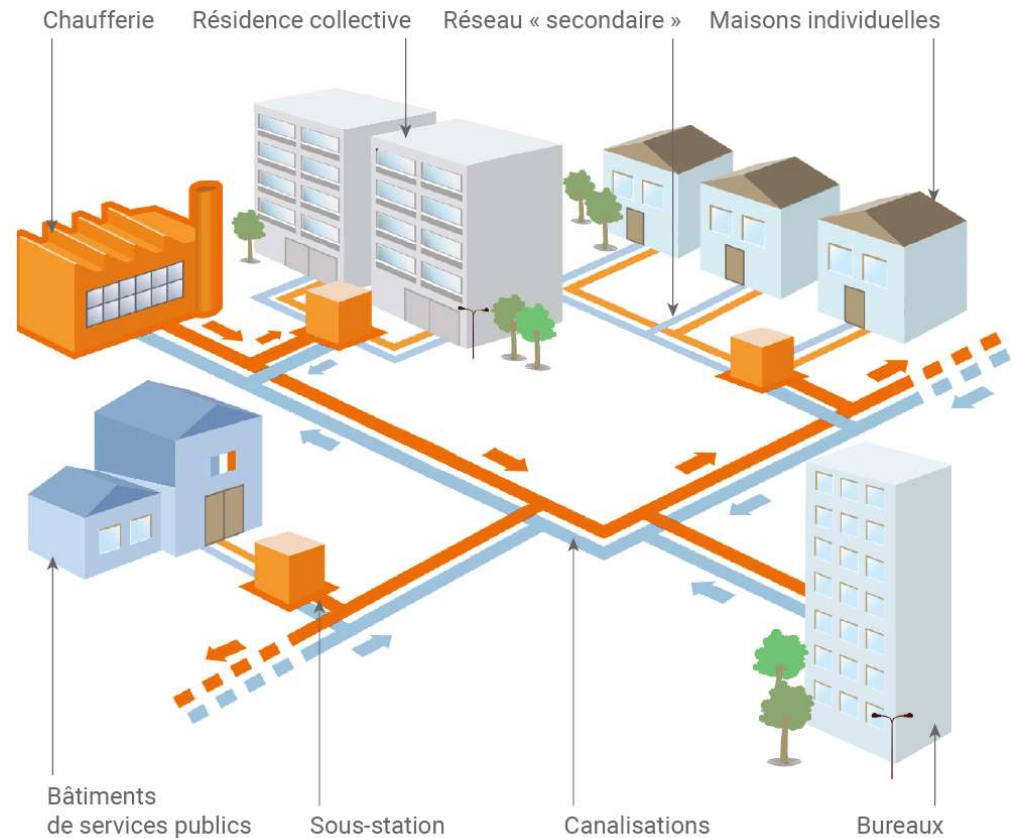 Chaufferie
Résidence collective
Réseau « secondaire »
Maisons individuelles
Bâtiments
de services publics
Sous-station
Canalisations
Bureaux